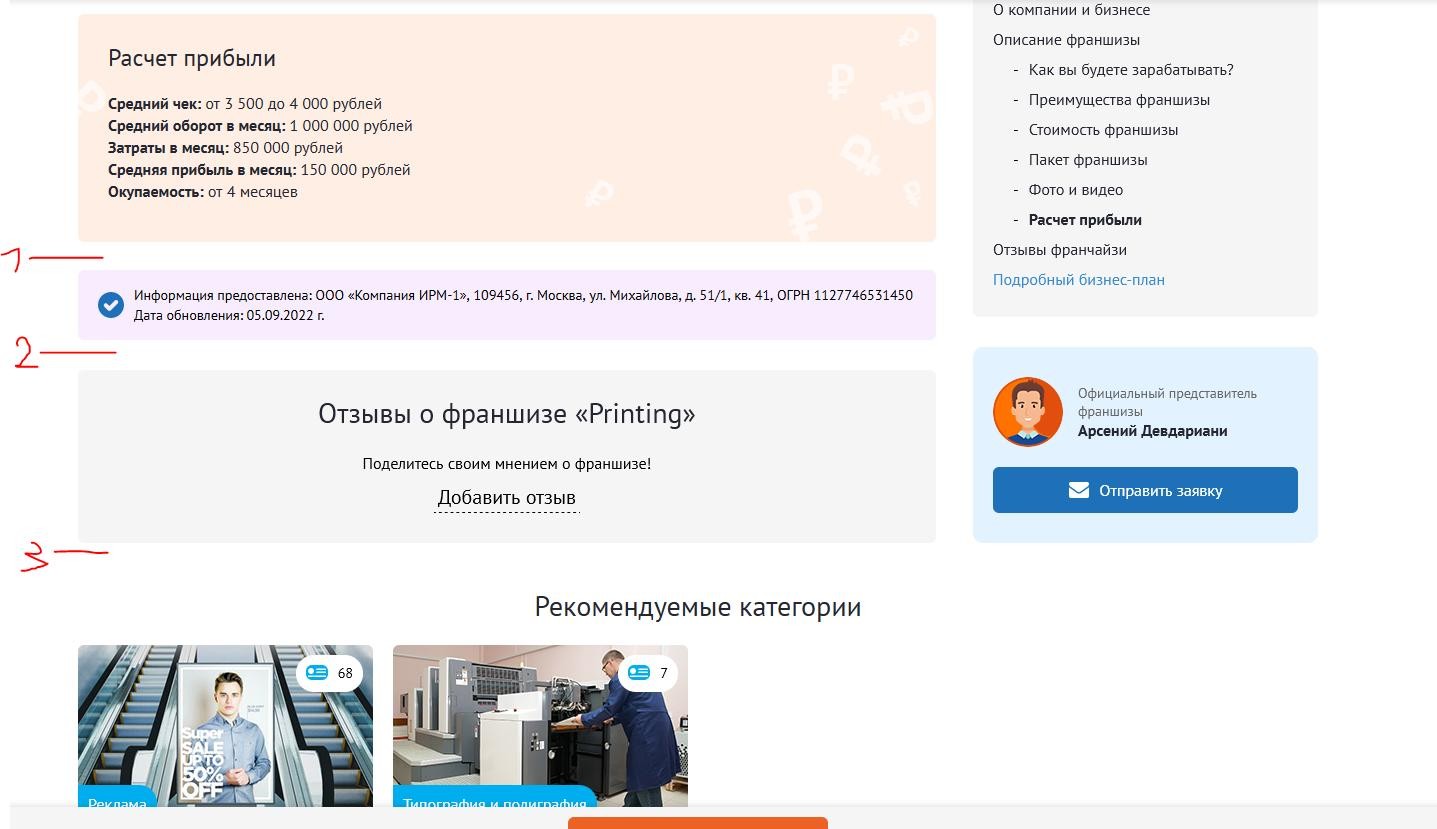 Расчет прибыли
Средний чек: от 3 500 до 4 000 рублей
Средний оборот в месяц: 1 000 000 рублей
Затраты в месяц: 850 000 рублей
Средняя прибыль в месяц: 150 000 рублей
Окупаемость: от 4 месяцев
1
Информация предоставлена: ООО «Компания ИРМ-1», 109456, г. Москва, ул. Михайлова, д. 51/1, кв. 41, ОГРН 1127746531450
Дата обновления: 05.09.2022 г.
2
Отзывы о франшизе «Printing»
Поделитесь своим мнением о франшизе!
Добавить отзыв
3
О компании и бизнесе
Описание франшизы
- Как вы будете зарабатывать?
- Преимущества франшизы
- Стоимость франшизы
- Пакет франшизы
- Фото и видео
- Расчет прибыли
Отзывы франчайзи
Подробный бизнес-план
Официальный представитель
франшизы
Арсений Девдариани
Отправить заявку
Рекомендуемые категории
68
Super
SALE
UP TO
50%
OFF
Реклама
7
Типография и полиграфия